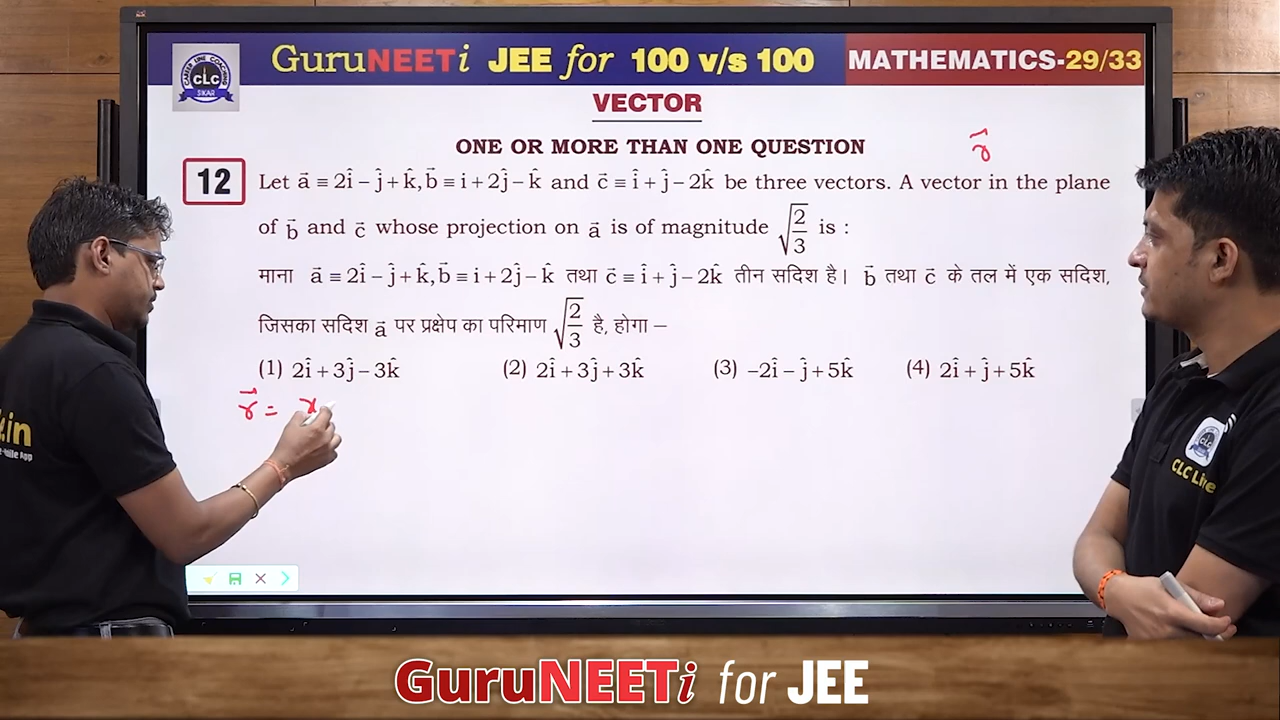 GuruNEETi JEE for 100 v/s 100 MATHEMATICS-29/33
CLC
SIKAR
VECTOR
ONE OR MORE THAN ONE QUESTION
r⃗
12 Let a⃗ ≡ 2î − ĵ + k̂, b⃗ ≡ i + 2ĵ − k̂ and c⃗ ≡ î + ĵ − 2k̂ be three vectors. A vector in the plane
of b⃗ and c⃗ whose projection on a⃗ is of magnitude √(2/3) is :
माना a⃗ ≡ 2î − ĵ + k̂, b⃗ ≡ i + 2ĵ − k̂ तथा c⃗ ≡ î + ĵ − 2k̂ तीन सदिश है। b⃗ तथा c⃗ के तल में एक सदिश,
जिसका सदिश a⃗ पर प्रक्षेप का परिमाण √(2/3) है, होगा –
(1) 2î + 3ĵ − 3k̂ (2) 2î + 3ĵ + 3k̂ (3) −2î − ĵ + 5k̂ (4) 2î + ĵ + 5k̂
r⃗ = x
.in
CLC
GuruNEETi for JEE